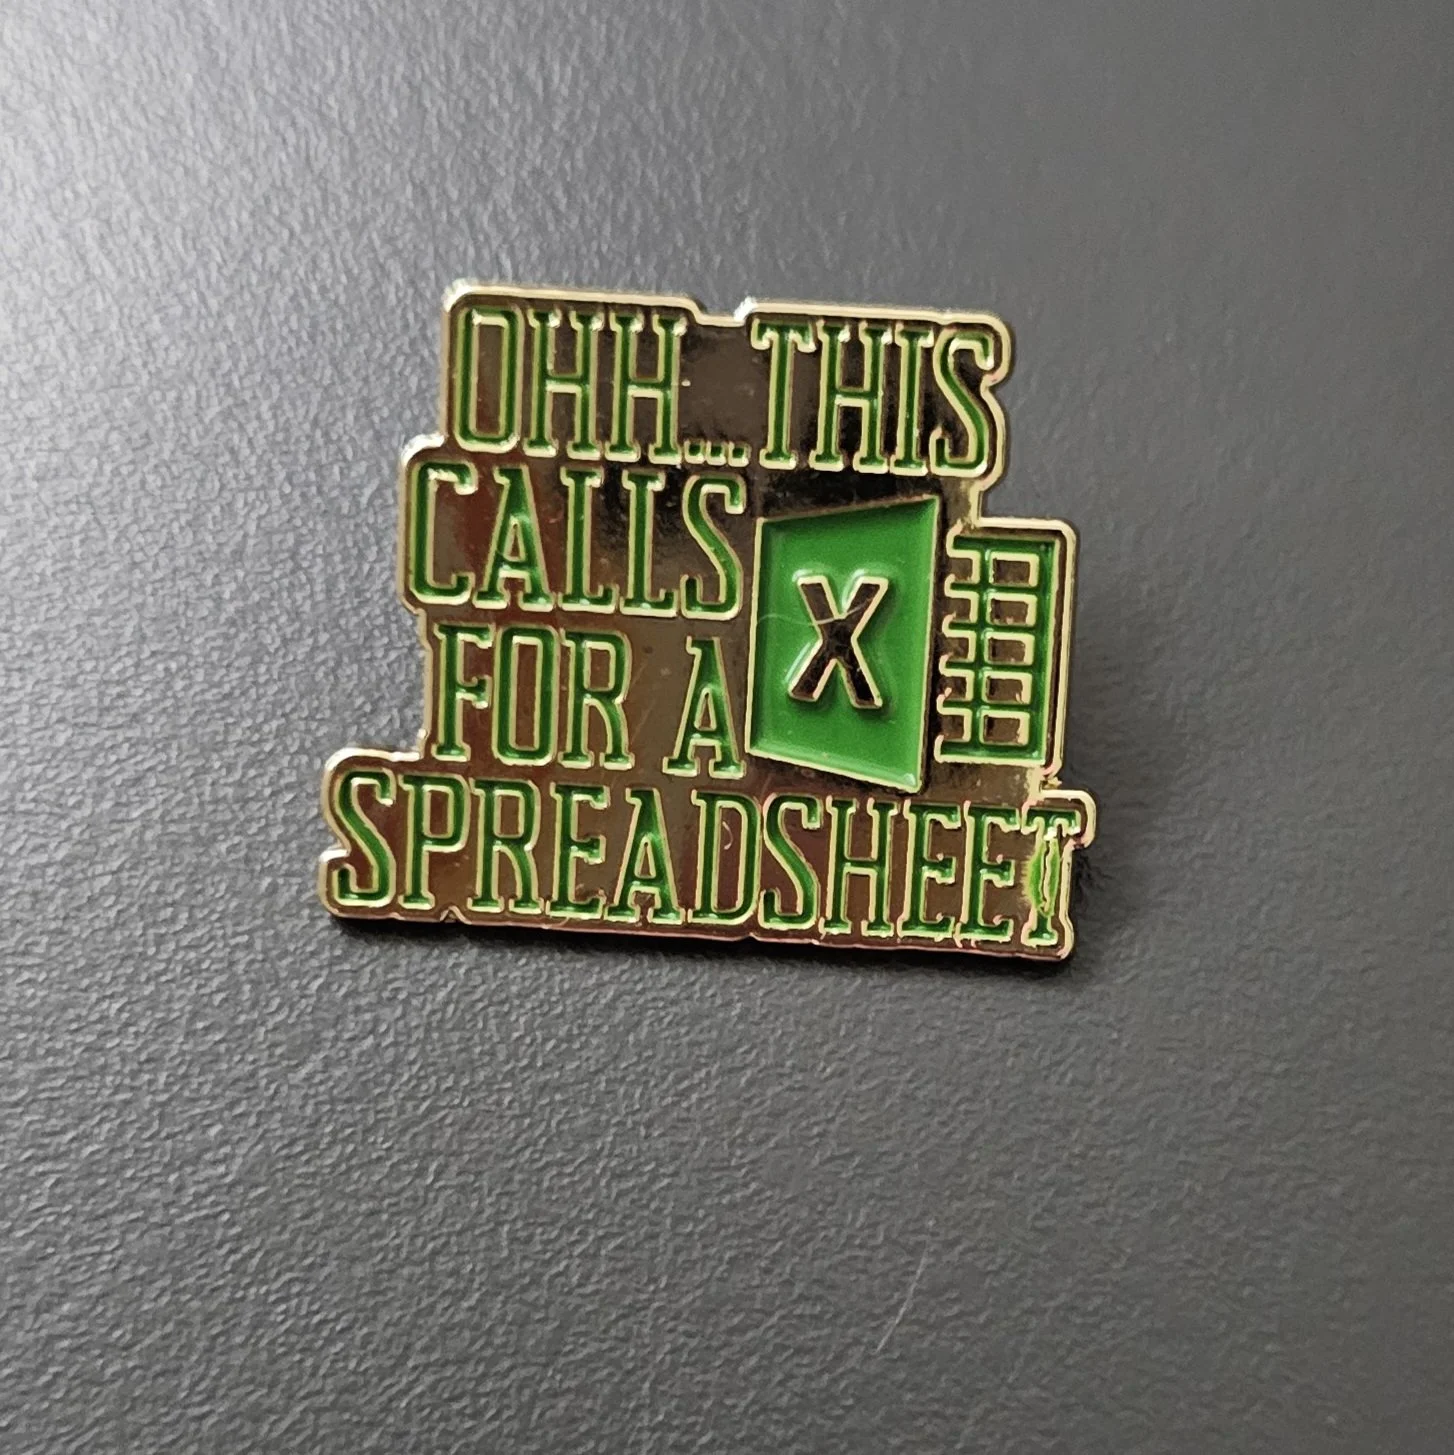 OHH...THIS
CALLS
FOR A
X
SPREADSHEET